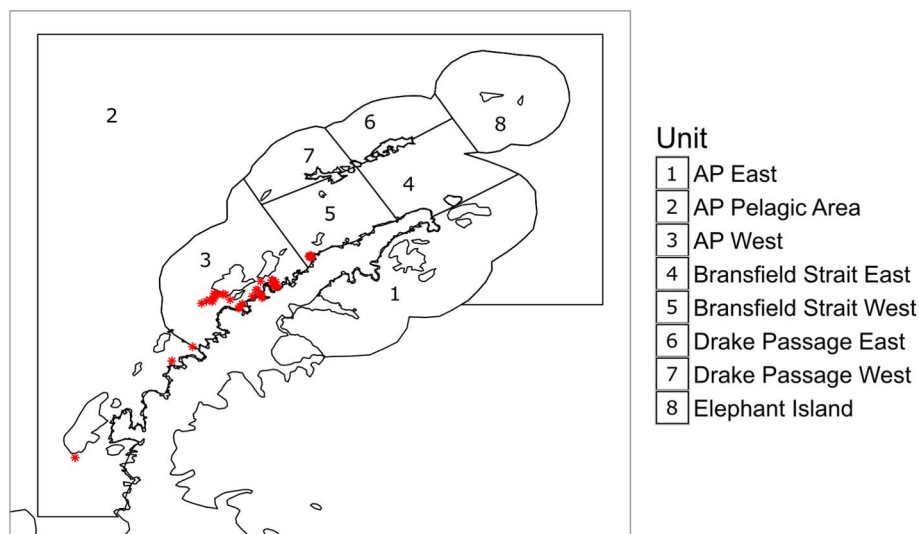 2
6
8
7
4
5
3
1
Unit
1 AP East
2 AP Pelagic Area
3 AP West
4 Bransfield Strait East
5 Bransfield Strait West
6 Drake Passage East
7 Drake Passage West
8 Elephant Island